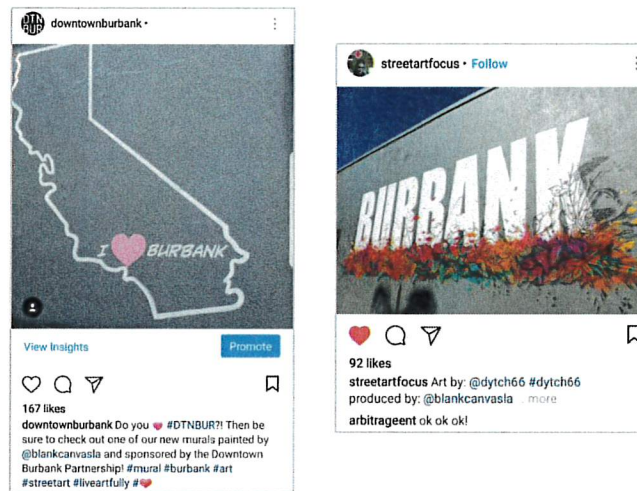 DTN
BUR
downtownburbank •
I ❤ BURBANK
View Insights
Promote
167 likes
downtownburbank Do you 💗 #DTNBUR?! Then be
sure to check out one of our new murals painted by
@blankcanvasla and sponsored by the Downtown
Burbank Partnership! #mural #burbank #art
#streetart #liveartfully #❤
streetartfocus • Follow
BURBANK
92 likes
streetartfocus Art by: @dytch66 #dytch66
produced by: @blankcanvasla ... more
arbitrageent ok ok ok!